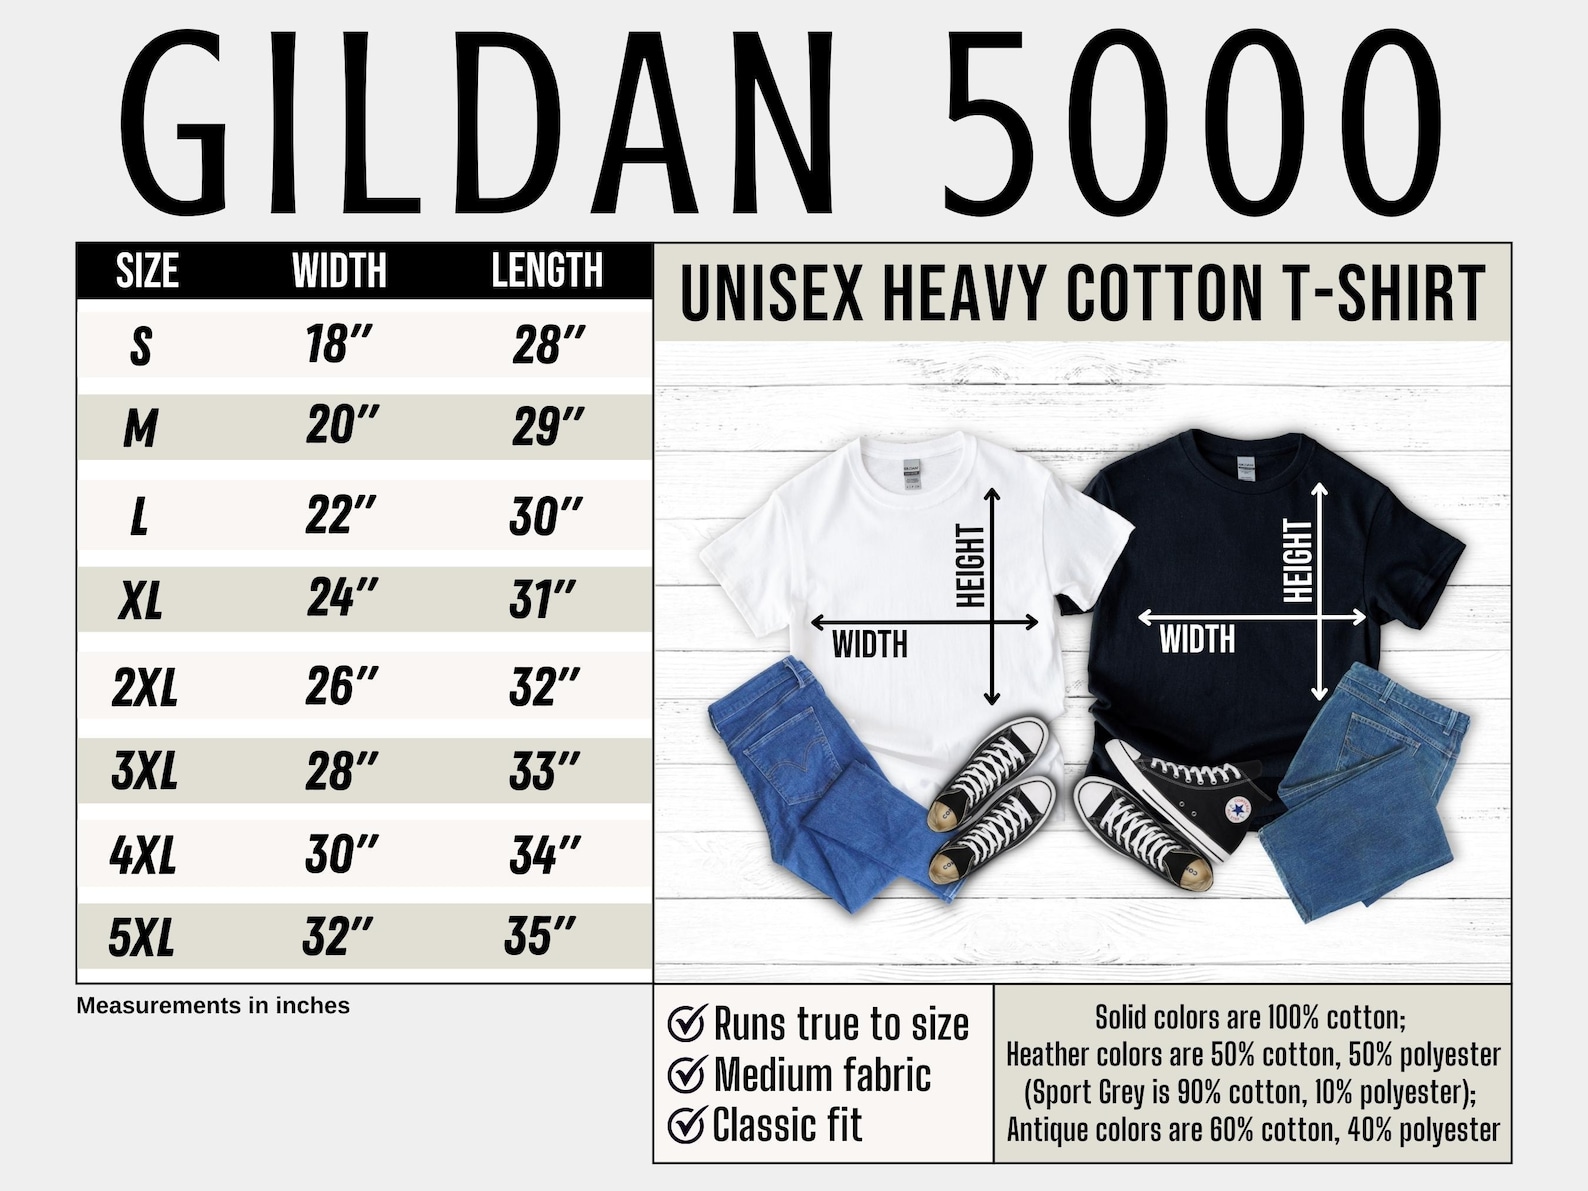 GILDAN 5000
SIZE WIDTH LENGTH
S 18" 28"
M 20" 29"
L 22" 30"
XL 24" 31"
2XL 26" 32"
3XL 28" 33"
4XL 30" 34"
5XL 32" 35"
Measurements in inches
UNISEX HEAVY COTTON T-SHIRT
HEIGHT
WIDTH
HEIGHT
WIDTH
Runs true to size
Medium fabric
Classic fit
Solid colors are 100% cotton;
Heather colors are 50% cotton, 50% polyester
(Sport Grey is 90% cotton, 10% polyester);
Antique colors are 60% cotton, 40% polyester